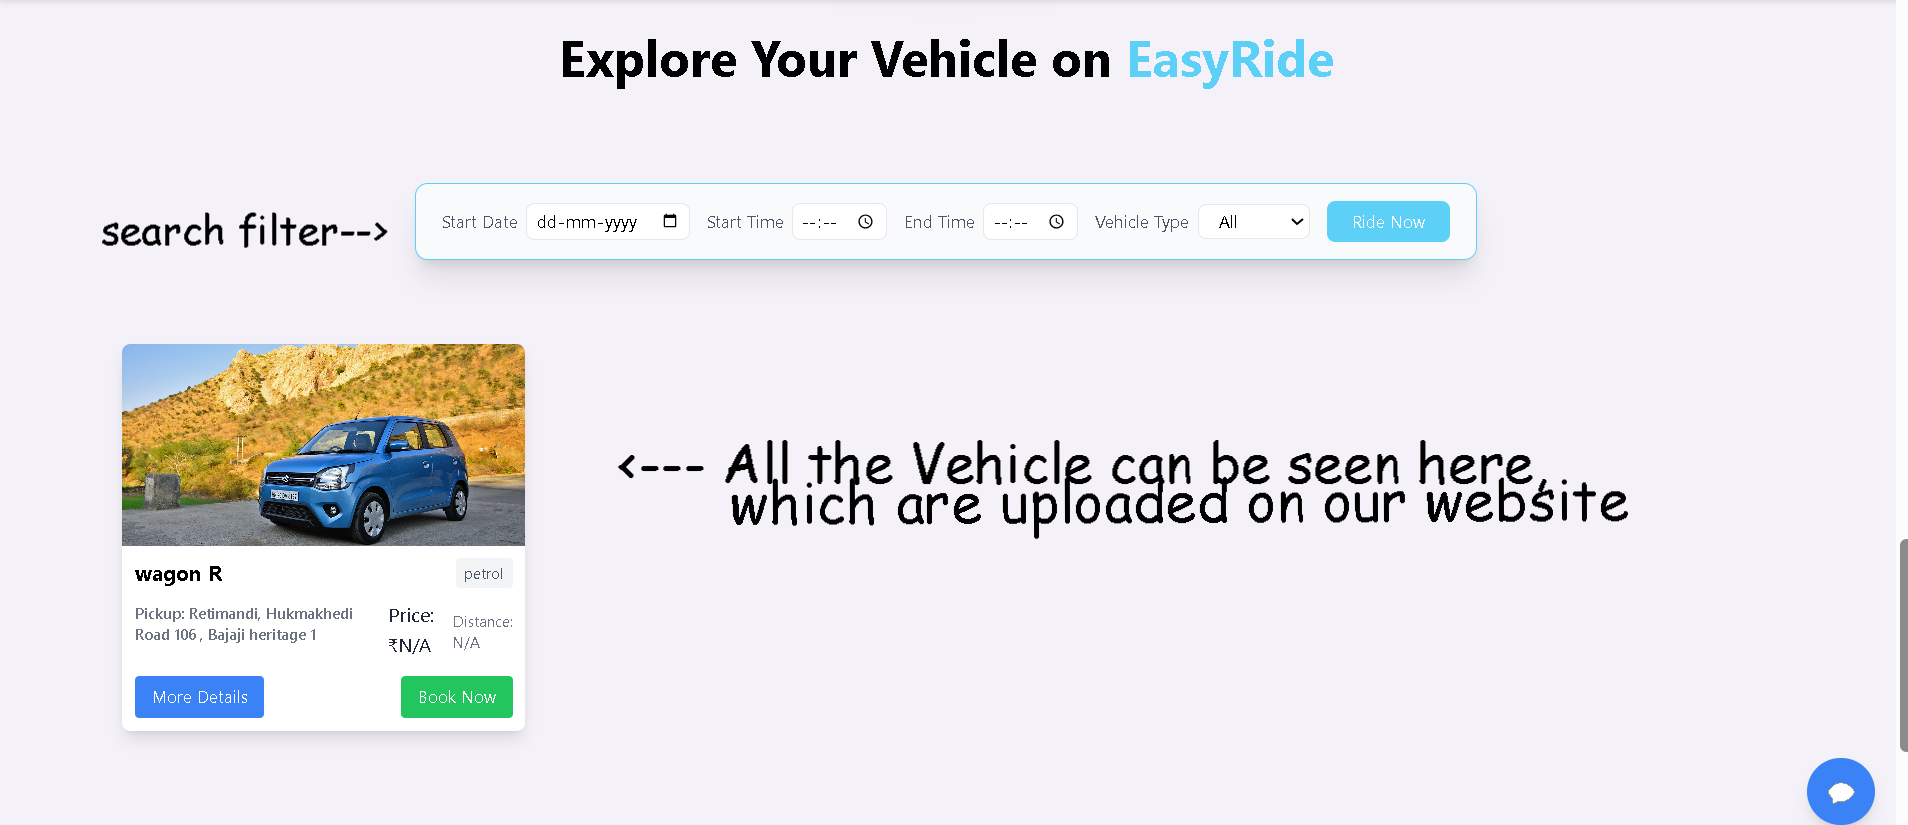 Explore Your Vehicle on EasyRide
search filter-->
Start Date dd-mm-yyyy Start Time --:-- End Time --:-- Vehicle Type All Ride Now
<--- All the Vehicle can be seen here,
which are uploaded on our website
wagon R petrol
Pickup: Retimandi, Hukmakhedi
Road 106 , Bajaji heritage 1
Price:
₹N/A
Distance:
N/A
More Details Book Now